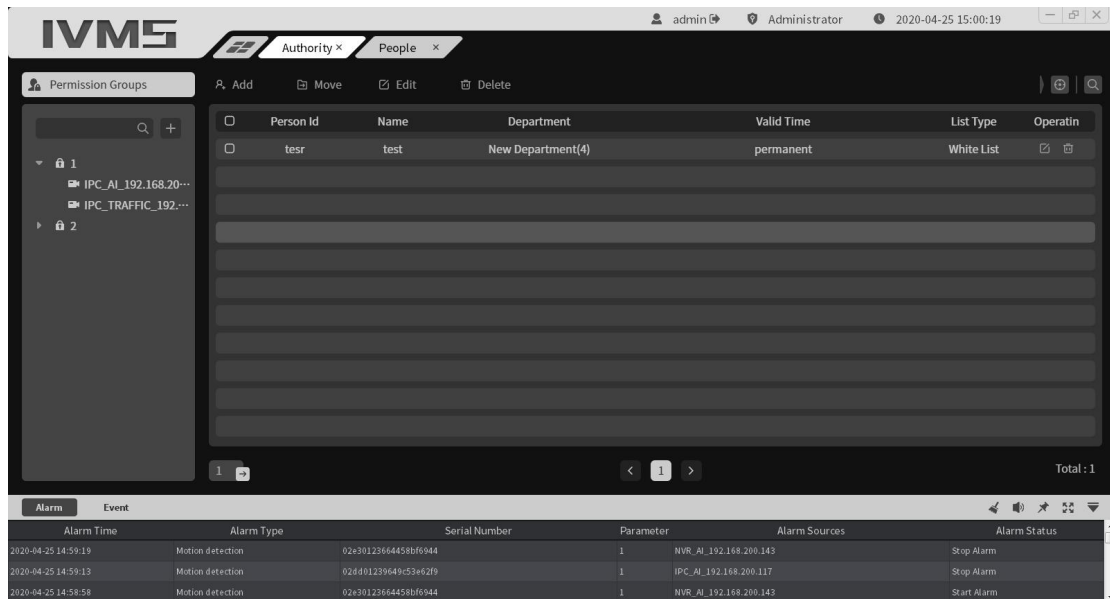 IVMS
admin Administrator 2020-04-25 15:00:19
Authority × People ×
Permission Groups
Add Move Edit Delete
Person Id Name Department Valid Time List Type Operatin
tesr test New Department(4) permanent White List
1
IPC_AI_192.168.20···
IPC_TRAFFIC_192.···
2
1 1 Total : 1
Alarm Event
Alarm Time Alarm Type Serial Number Parameter Alarm Sources Alarm Status
2020-04-25 14:59:19 Motion detection 02e30123664458bf6944 1 NVR_AI_192.168.200.143 Stop Alarm
2020-04-25 14:59:13 Motion detection 02dd01239649c53e62f9 1 IPC_AI_192.168.200.117 Stop Alarm
2020-04-25 14:58:58 Motion detection 02e30123664458bf6944 1 NVR_AI_192.168.200.143 Start Alarm